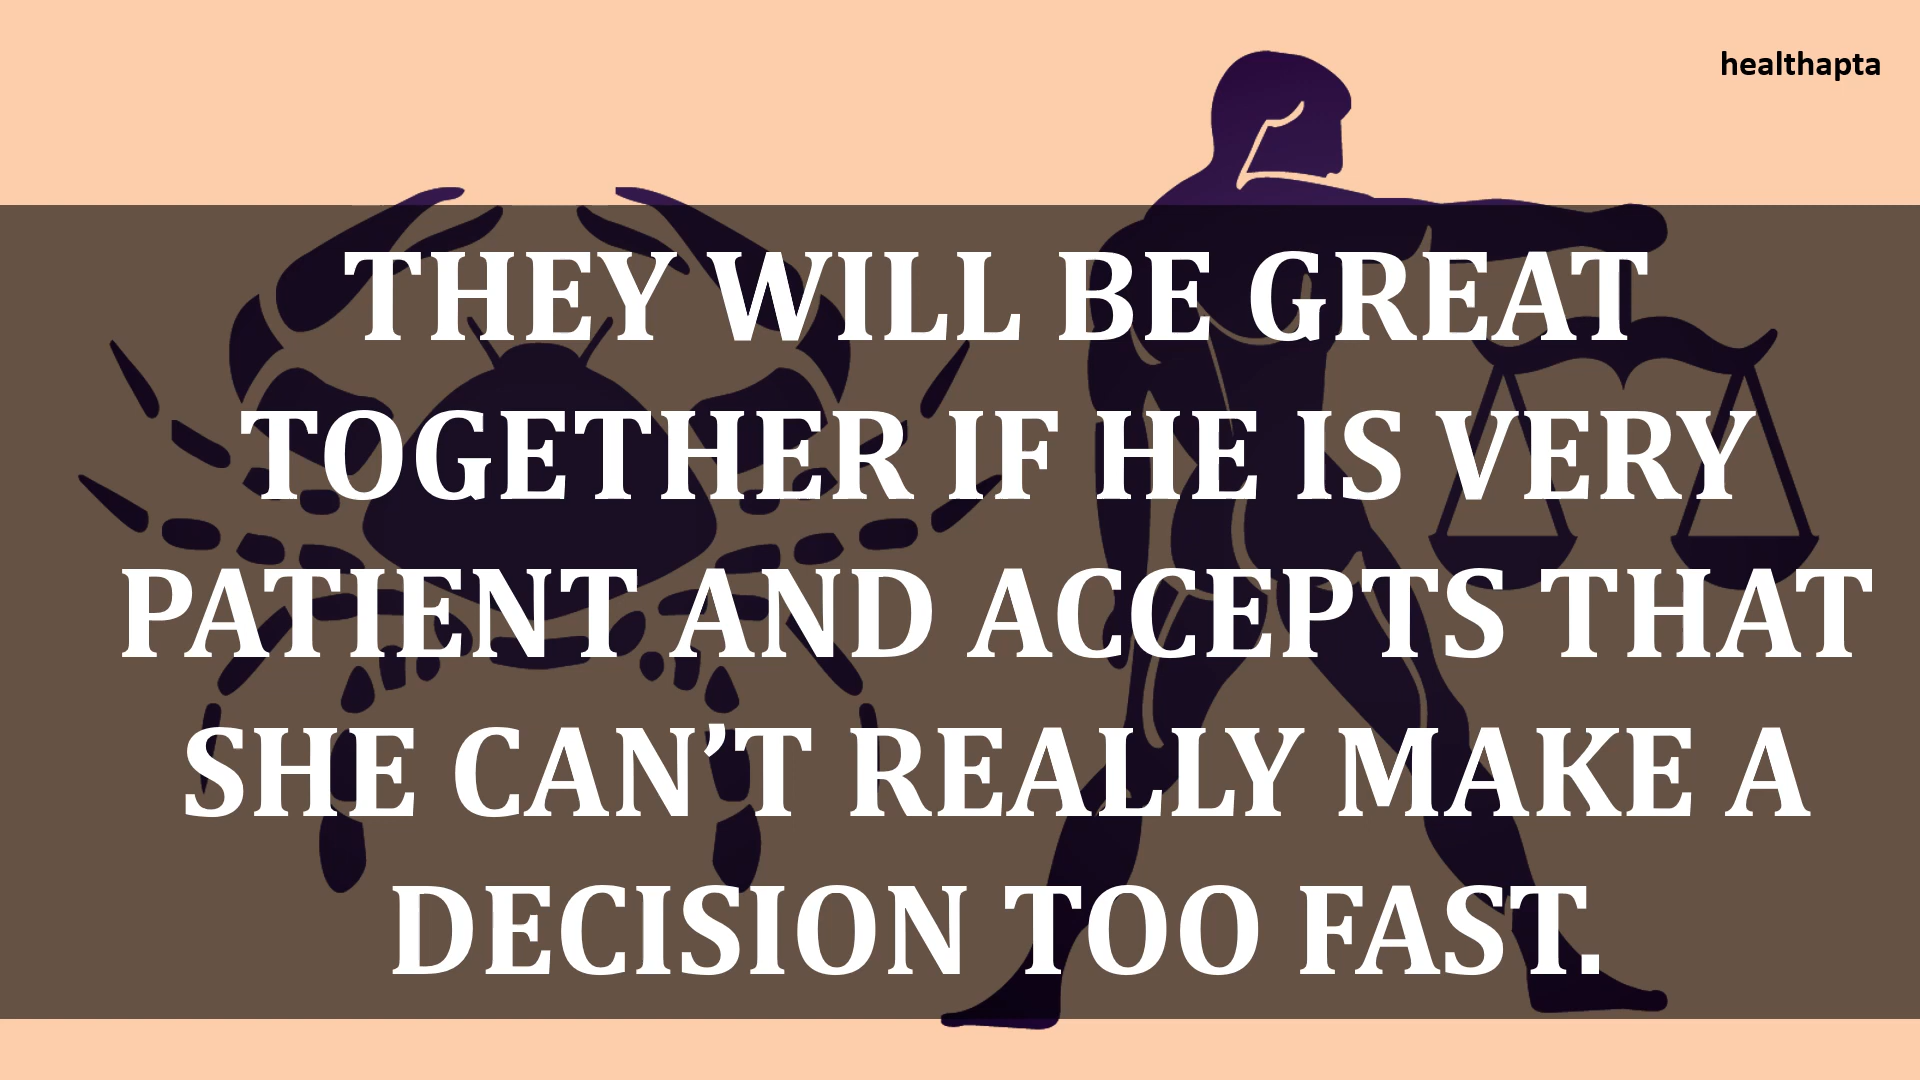 healthapta
THEY WILL BE GREAT
TOGETHER IF HE IS VERY
PATIENT AND ACCEPTS THAT
SHE CAN’T REALLY MAKE A
DECISION TOO FAST.